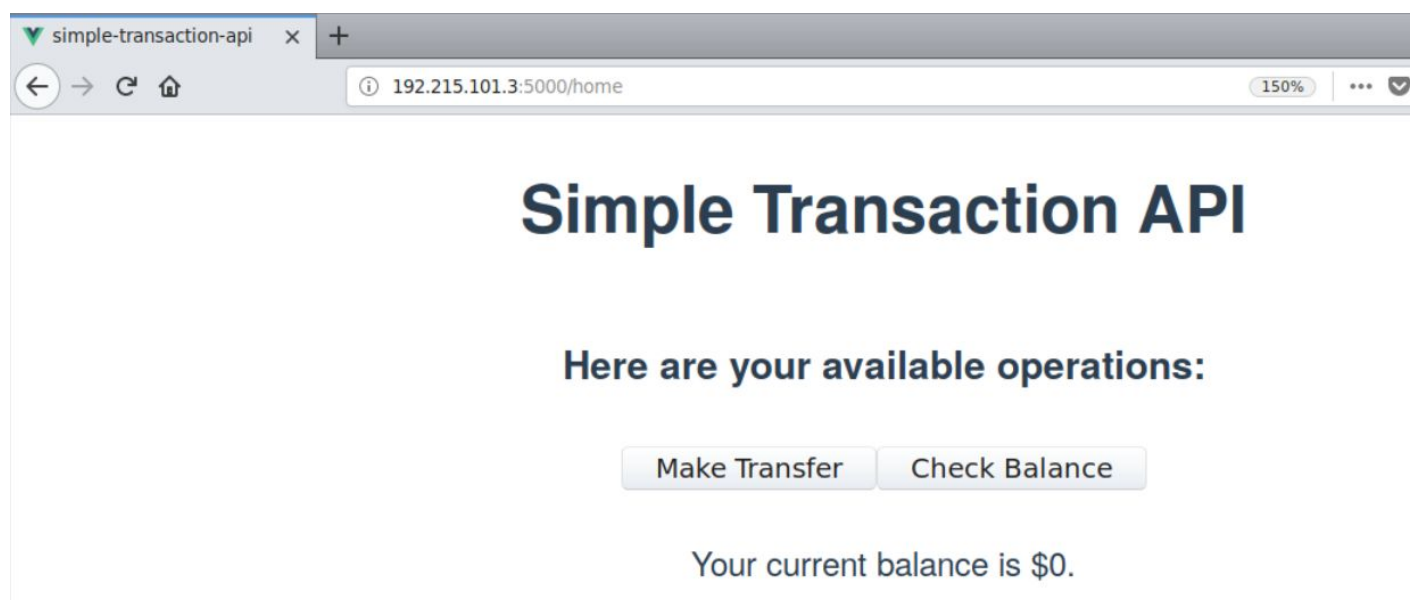 simple-transaction-api
192.215.101.3:5000/home 150%
Simple Transaction API
Here are your available operations:
Make Transfer Check Balance
Your current balance is $0.